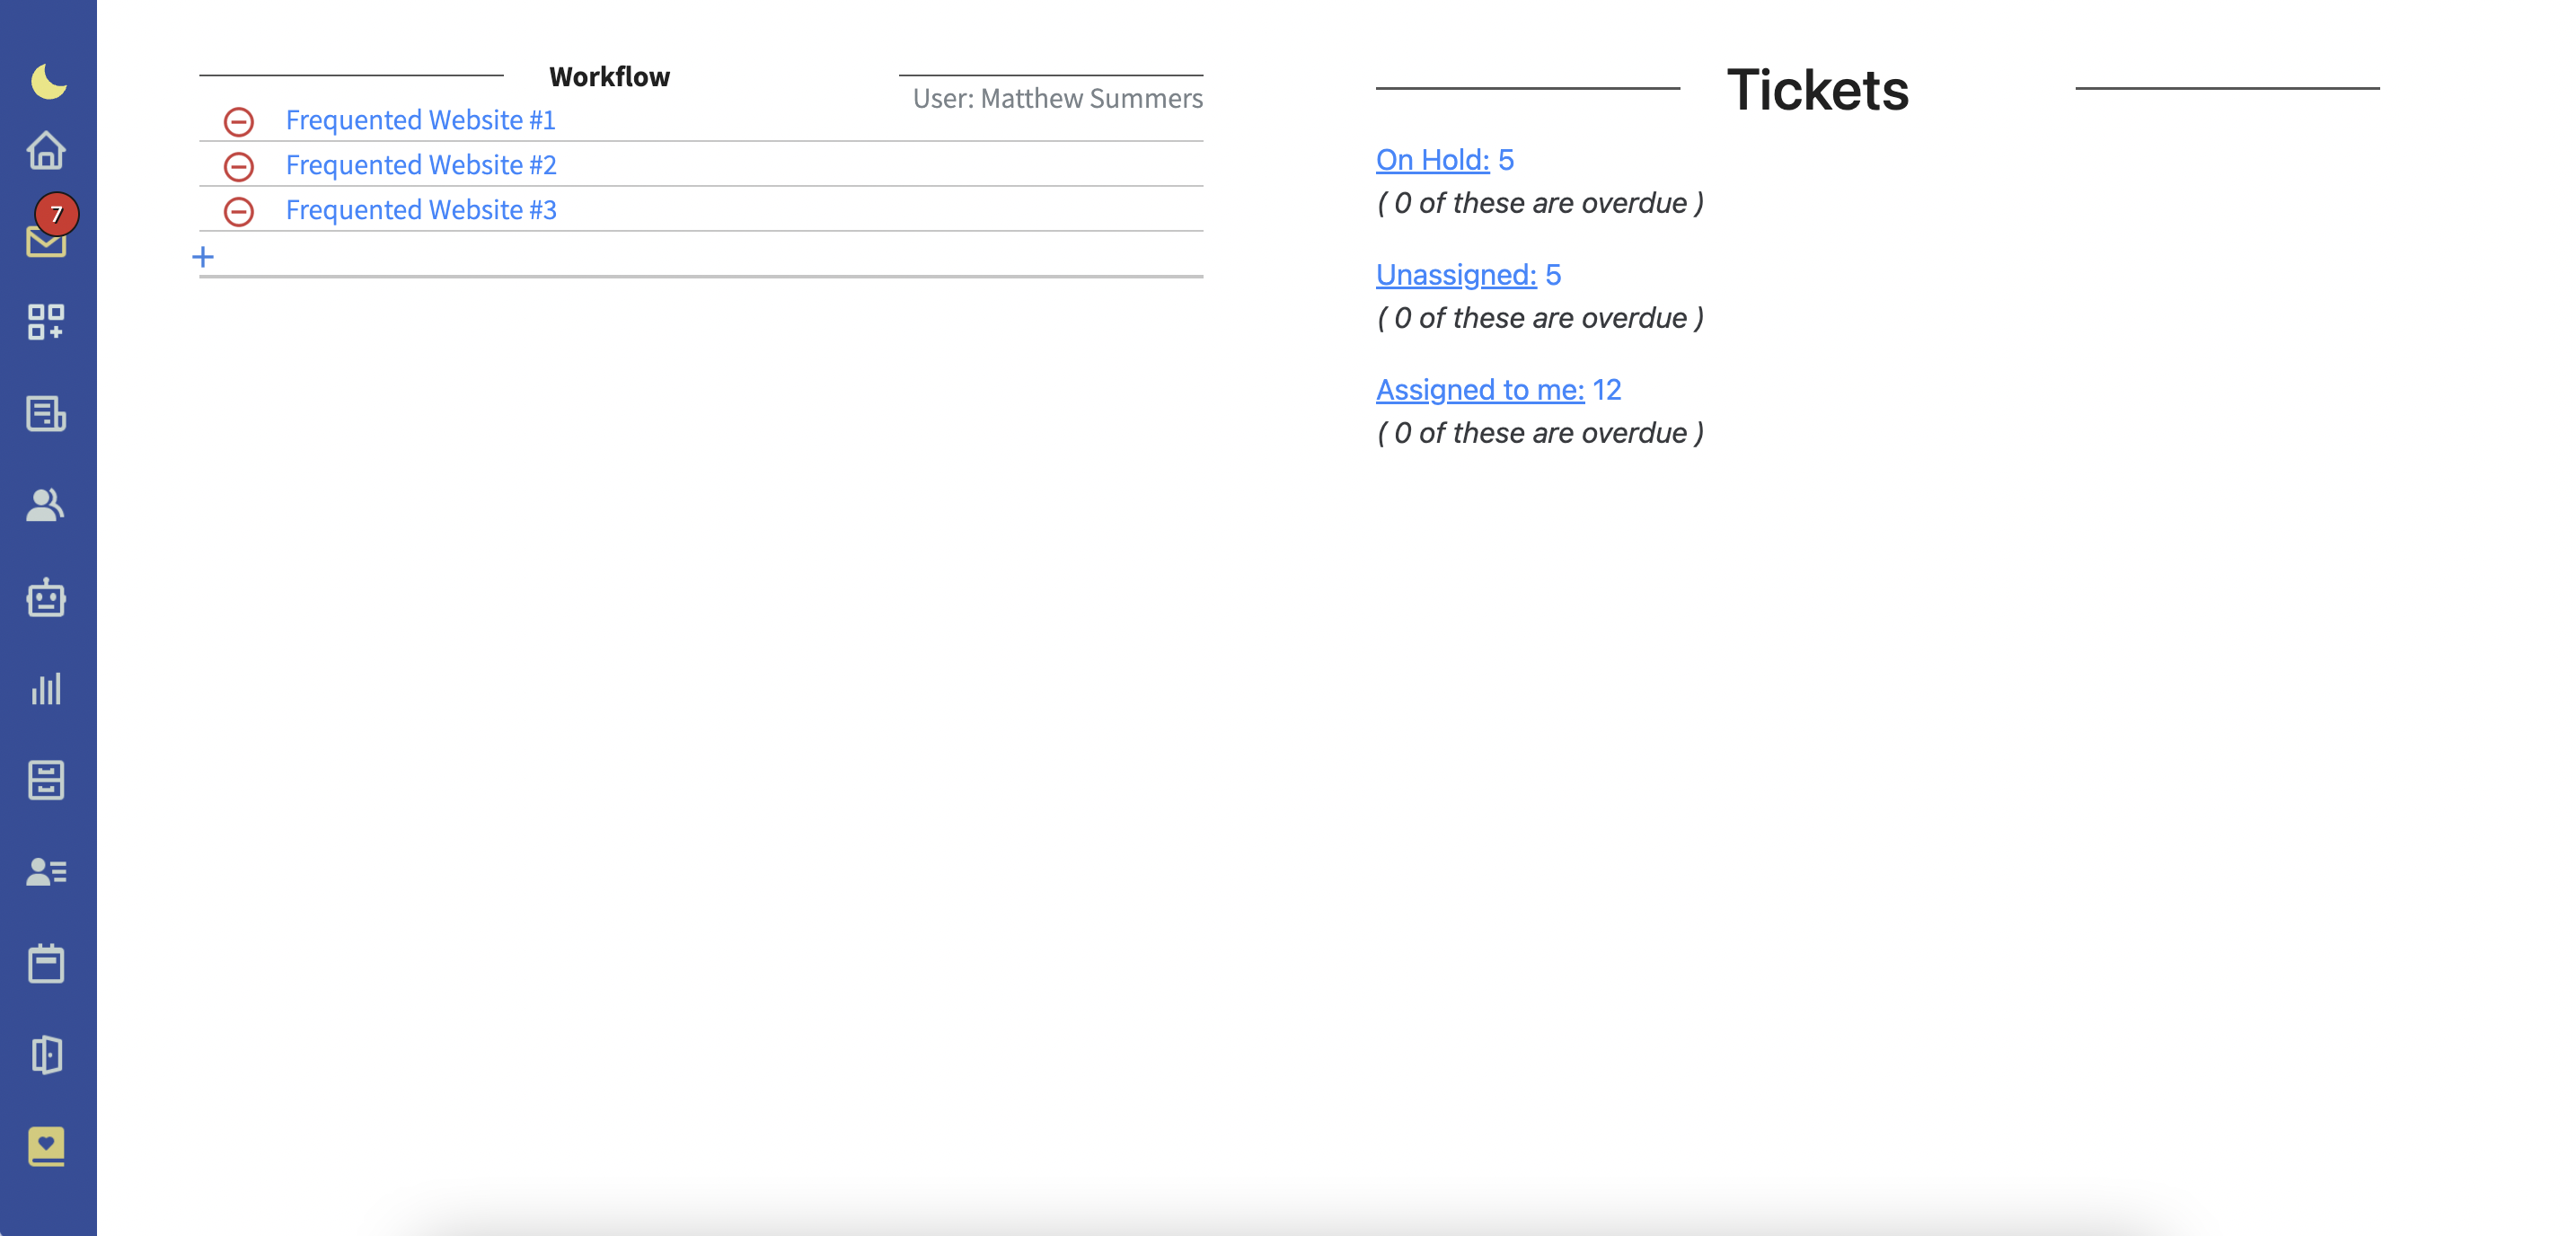 7
Workflow
User: Matthew Summers
Frequented Website #1
Frequented Website #2
Frequented Website #3
+
Tickets
On Hold: 5
( 0 of these are overdue )
Unassigned: 5
( 0 of these are overdue )
Assigned to me: 12
( 0 of these are overdue )